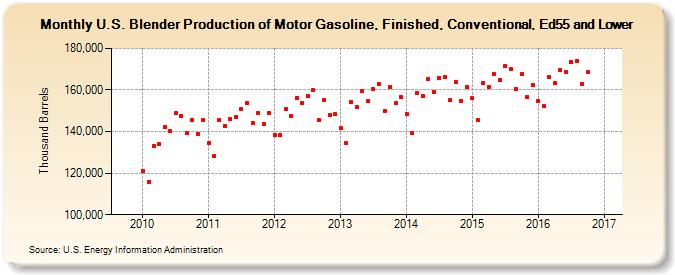 Monthly U.S. Blender Production of Motor Gasoline, Finished, Conventional, Ed55 and Lower
Thousand Barrels
180,000
160,000
140,000
120,000
100,000
2010 2011 2012 2013 2014 2015 2016 2017
Source: U.S. Energy Information Administration